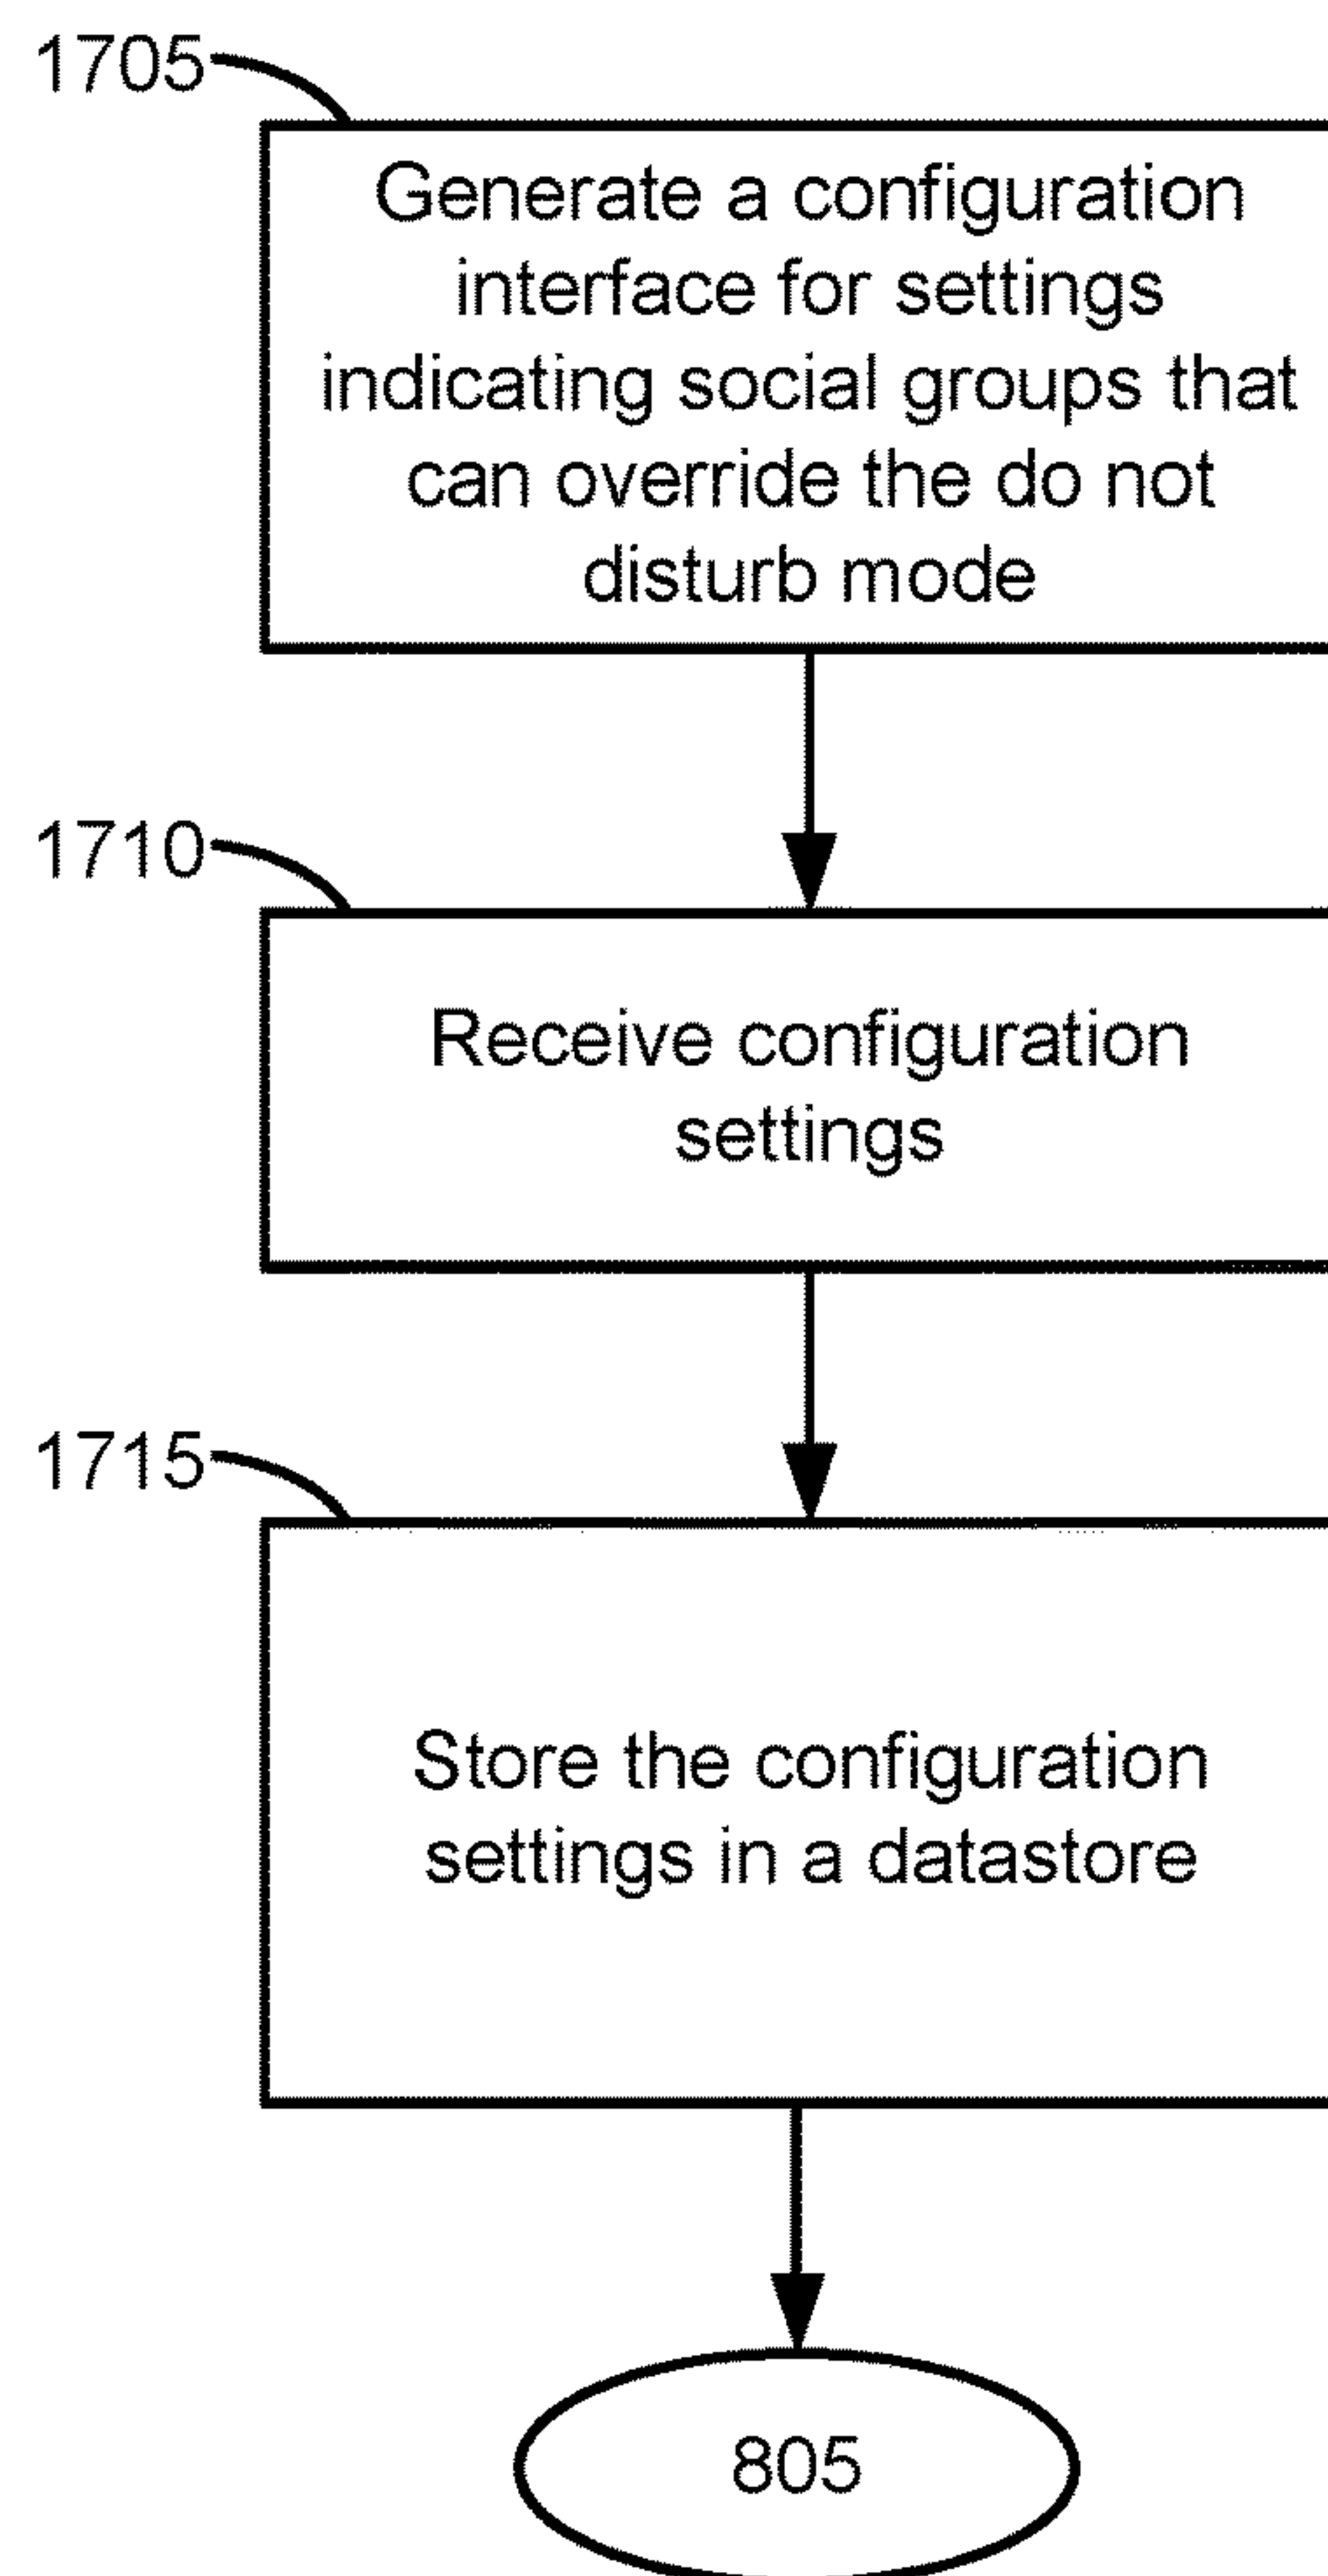 1705
Generate a configuration
interface for settings
indicating social groups that
can override the do not
disturb mode
1710
Receive configuration
settings
1715
Store the configuration
settings in a datastore
805